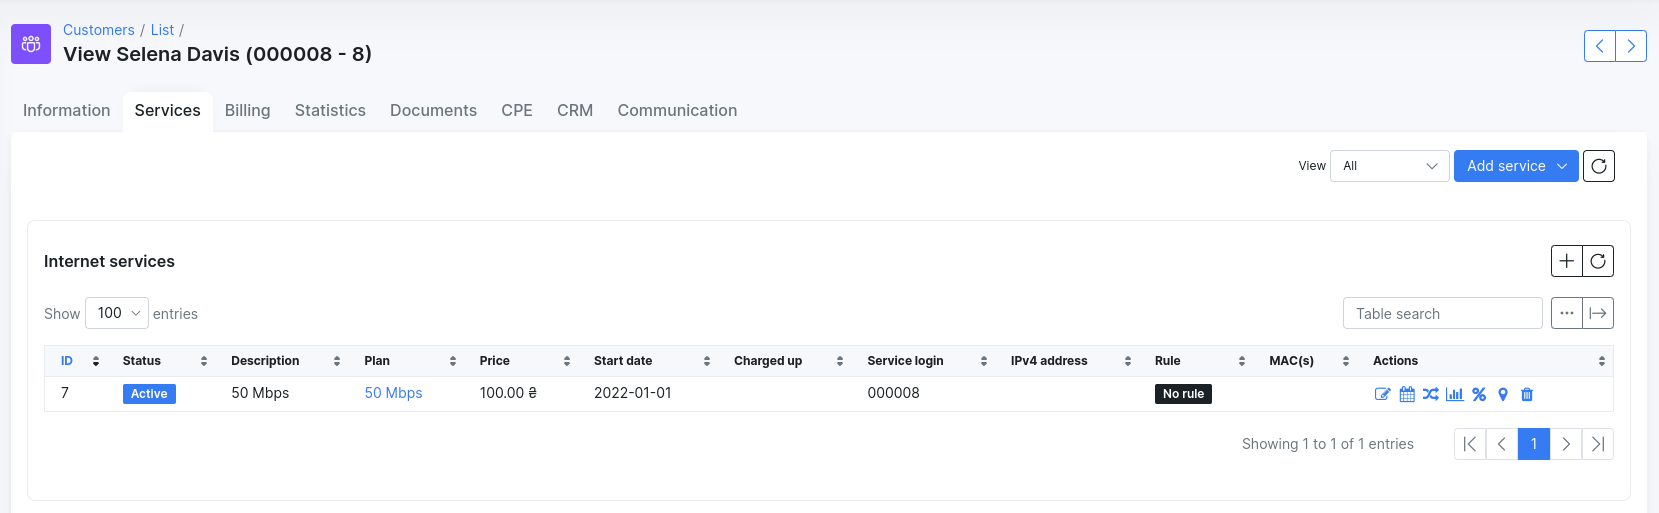 Customers / List /
View Selena Davis (000008 - 8)
Information Services Billing Statistics Documents CPE CRM Communication
View All Add service
Internet services
Show 100 entries Table search
ID Status Description Plan Price Start date Charged up Service login IPv4 address Rule MAC(s) Actions
7 Active 50 Mbps 50 Mbps 100.00 ₴ 2022-01-01 000008 No rule
Showing 1 to 1 of 1 entries 1